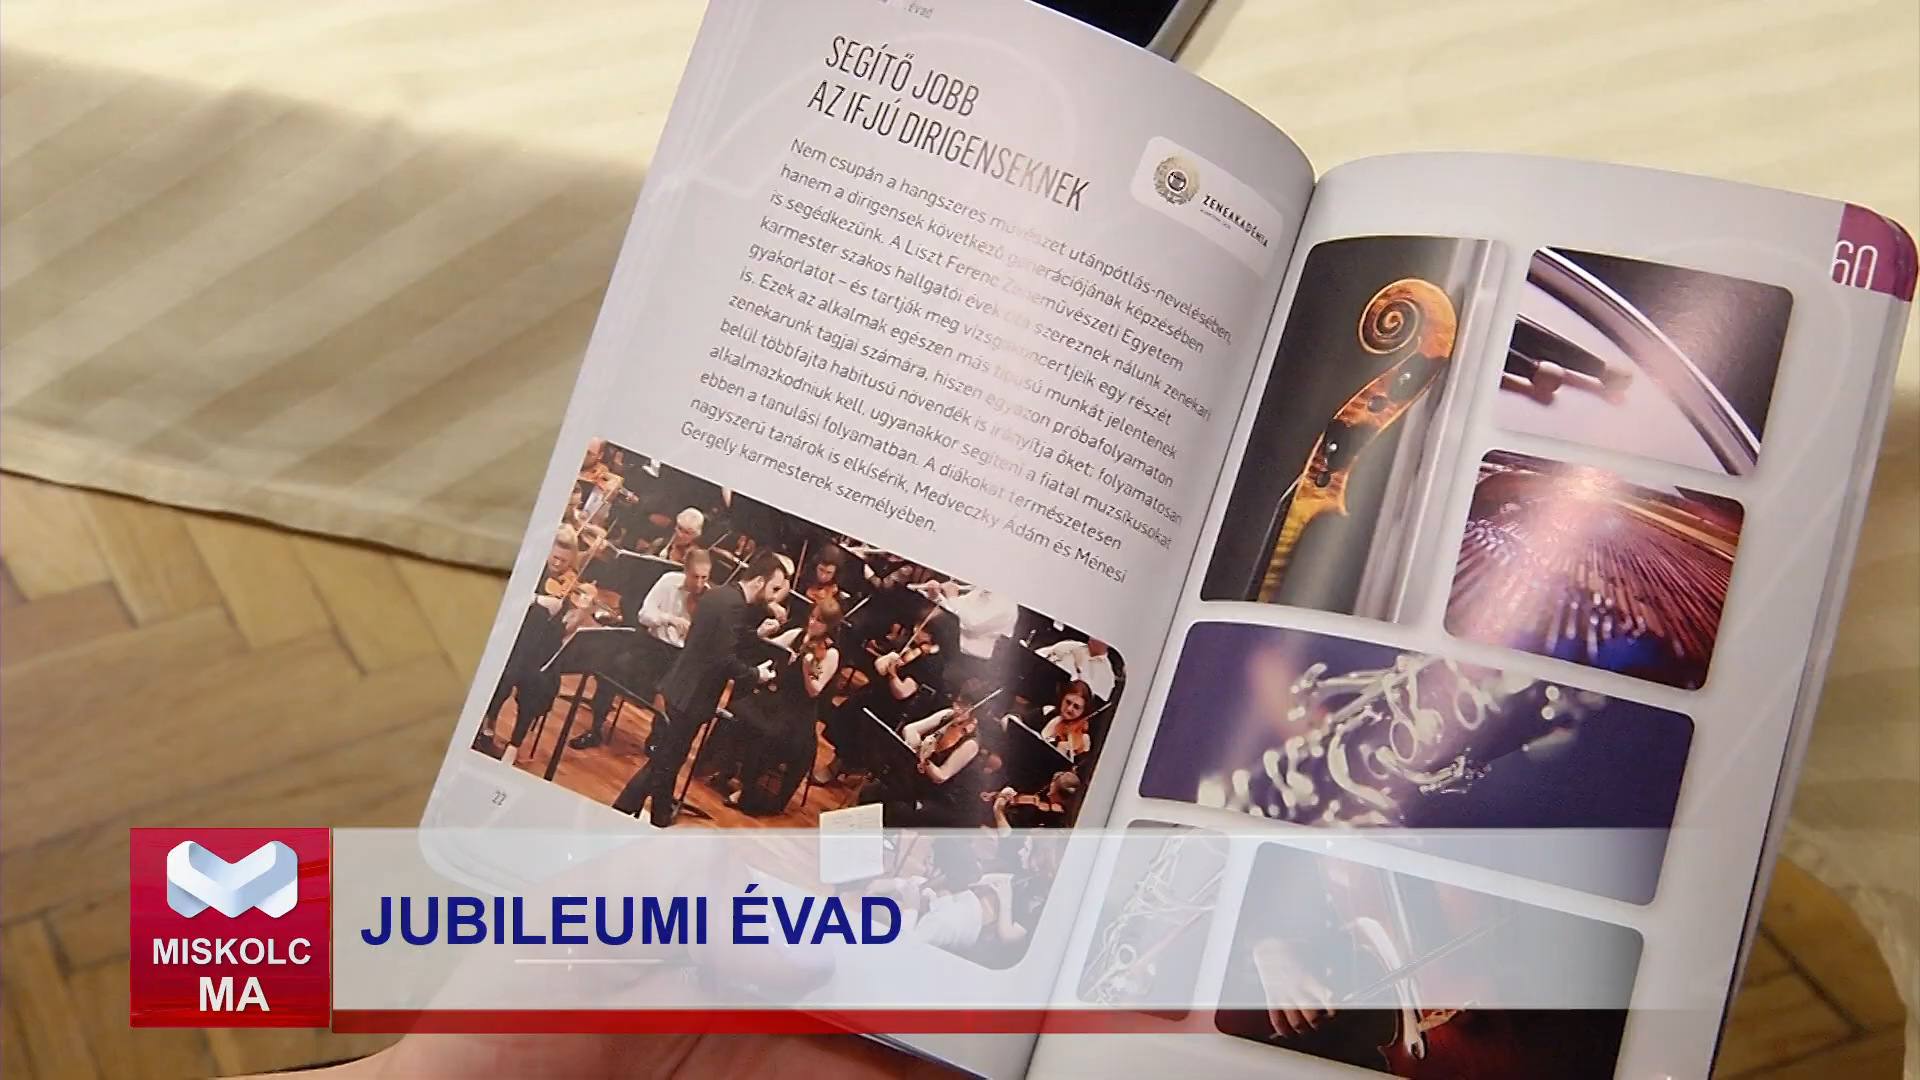 évad
SEGÍTŐ JOBB
AZ IFJÚ DIRIGENSEKNEK
ZENEAKADÉMIA
Nem csupán a hangszeres művészet utánpótlás-nevelésében,
hanem a dirigensek következő generációjának képzésében
is segédkezünk. A Liszt Ferenc Zeneművészeti Egyetem
karmester szakos hallgatói évek óta szereznek nálunk zenekari
gyakorlatot – és tartják meg vizsgakoncertjeik egy részét
is. Ezek az alkalmak egészen más típusú munkát jelentenek
zenekarunk tagjai számára, hiszen egyazon próbafolyamaton
belül többfajta habitusú növendék is irányítja őket; folyamatosan
alkalmazkodniuk kell, ugyanakkor segíteni a fiatal muzsikusokat
ebben a tanulási folyamatban. A diákokat természetesen
nagyszerű tanárok is elkísérik, Medveczky Ádám és Ménesi
Gergely karmesterek személyében.
22
60
MISKOLC
MA
JUBILEUMI ÉVAD